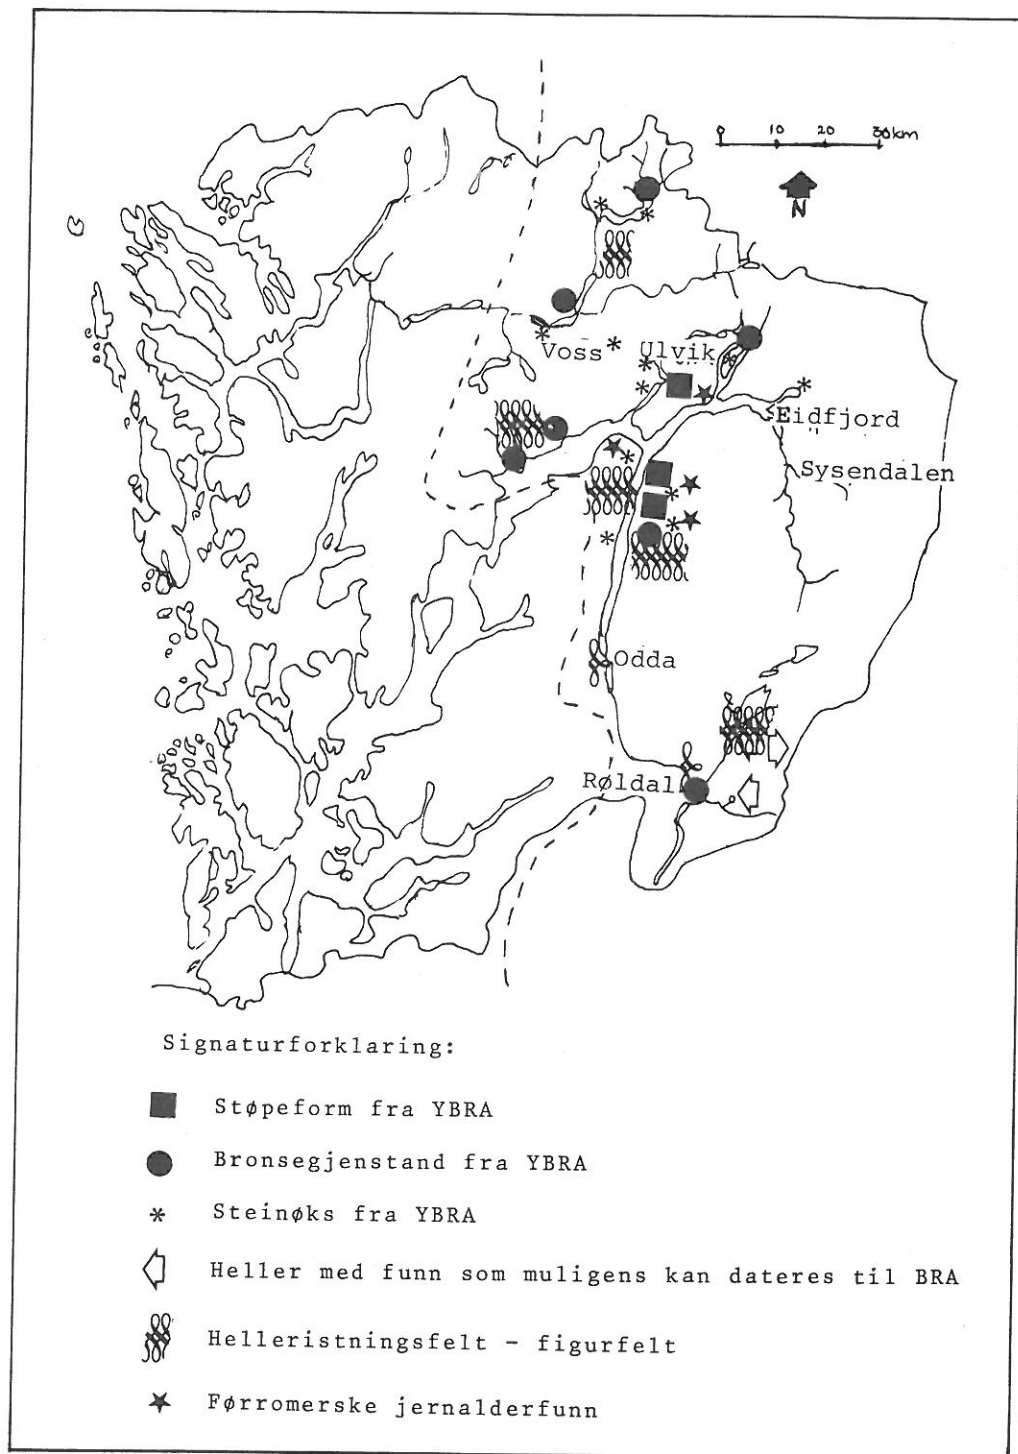 0 10 20 30km
N
Voss
Ulvik
Eidfjord
Sysendalen
Odda
Røldal
Signaturforklaring:
Støpeform fra YBRA
Bronsegjenstand fra YBRA
Steinøks fra YBRA
Heller med funn som muligens kan dateres til BRA
Helleristningsfelt - figurfelt
Førromerske jernalderfunn